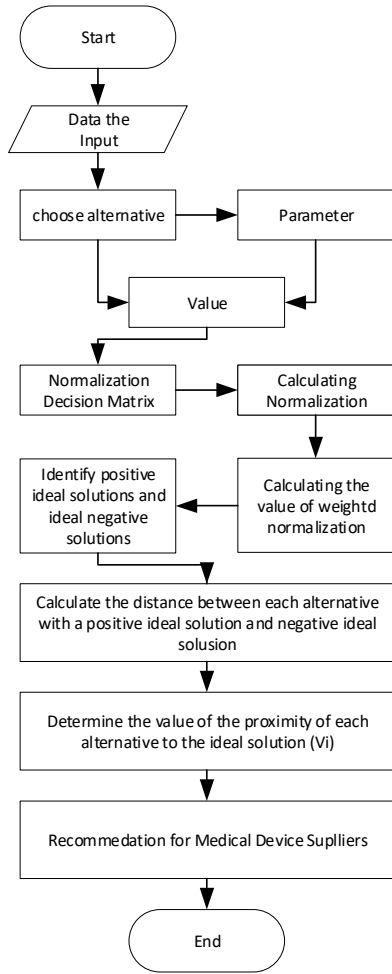 Start
Data the
Input
choose alternative
Parameter
Value
Normalization
Decision Matrix
Calculating
Normalization
Identify positive
ideal solutions and
ideal negative
solutions
Calculating the
value of weightd
normalization
Calculate the distance between each alternative
with a positive ideal solution and negative ideal
solusion
Determine the value of the proximity of each
alternative to the ideal solution (Vi)
Recommedation for Medical Device Suplliers
End